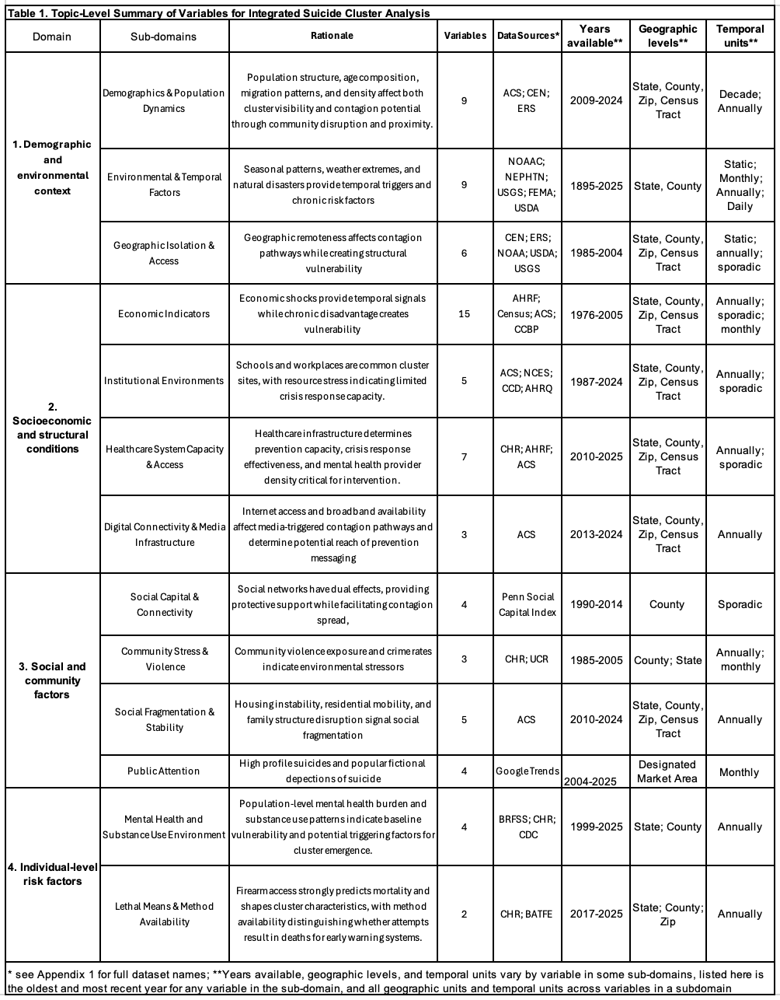 Table 1. Topic-Level Summary of Variables for Integrated Suicide Cluster Analysis
Domain
Sub-domains
Rationale
Variables
Data Sources*
Years
available**
Geographic
levels**
Temporal
units**
1. Demographic
and
environmental
context
Demographics & Population
Dynamics
Population structure, age composition,
migration patterns, and density affect both
cluster visibility and contagion potential
through community disruption and proximity.
9
ACS; CEN;
ERS
2009-2024
State, County,
Zip, Census
Tract
Decade;
Annually
Environmental & Temporal
Factors
Seasonal patterns, weather extremes, and
natural disasters provide temporal triggers and
chronic risk factors
9
NOAAC;
NEPHTN;
USGS; FEMA;
USDA
1895-2025
State, County
Static;
Monthly;
Annually;
Daily
Geographic Isolation &
Access
Geographic remoteness affects contagion
pathways while creating structural
vulnerability
6
CEN; ERS;
NOAA; USDA;
USGS
1985-2004
State, County,
Zip, Census
Tract
Static;
annually;
sporadic
2.
Socioeconomic
and structural
conditions
Economic Indicators
Economic shocks provide temporal signals
while chronic disadvantage creates
vulnerability
15
AHRF;
Census; ACS;
CCBP
1976-2005
State, County,
Zip, Census
Tract
Annually;
sporadic;
monthly
Institutional Environments
Schools and workplaces are common cluster
sites, with resource stress indicating limited
crisis response capacity.
5
ACS; NCES;
CCD; AHRQ
1987-2024
State, County,
Zip, Census
Tract
Annually;
sporadic
Healthcare System Capacity
& Access
Healthcare infrastructure determines
prevention capacity, crisis response
effectiveness, and mental health provider
density critical for intervention.
7
CHR; AHRF;
ACS
2010-2025
State, County,
Zip, Census
Tract
Annually;
sporadic
Digital Connectivity & Media
Infrastructure
Internet access and broadband availability
affect media-triggered contagion pathways and
determine potential reach of prevention
messaging
3
ACS
2013-2024
State, County,
Zip, Census
Tract
Annually
3. Social and
community
factors
Social Capital &
Connectivity
Social networks have dual effects, providing
protective support while facilitating contagion
spread,
4
Penn Social
Capital Index
1990-2014
County
Sporadic
Community Stress &
Violence
Community violence exposure and crime rates
indicate environmental stressors
3
CHR; UCR
1985-2005
County; State
Annually;
monthly
Social Fragmentation &
Stability
Housing instability, residential mobility, and
family structure disruption signal social
fragmentation
5
ACS
2010-2024
State, County,
Zip, Census
Tract
Annually
Public Attention
High profile suicides and popular fictional
depections of suicide
4
Google Trends
2004-2025
Designated
Market Area
Monthly
4. Individual-level
risk factors
Mental Health and
Substance Use Environment
Population-level mental health burden and
substance use patterns indicate baseline
vulnerability and potential triggering factors for
cluster emergence.
4
BRFSS; CHR;
CDC
1999-2025
State; County
Annually
Lethal Means & Method
Availability
Firearm access strongly predicts mortality and
shapes cluster characteristics, with method
availability distinguishing whether attempts
result in deaths for early warning systems.
2
CHR; BATFE
2017-2025
State; County;
Zip
Annually
* see Appendix 1 for full dataset names; **Years available, geographic levels, and temporal units vary by variable in some sub-domains, listed here is
the oldest and most recent year for any variable in the sub-domain, and all geographic units and temporal units across variables in a subdomain